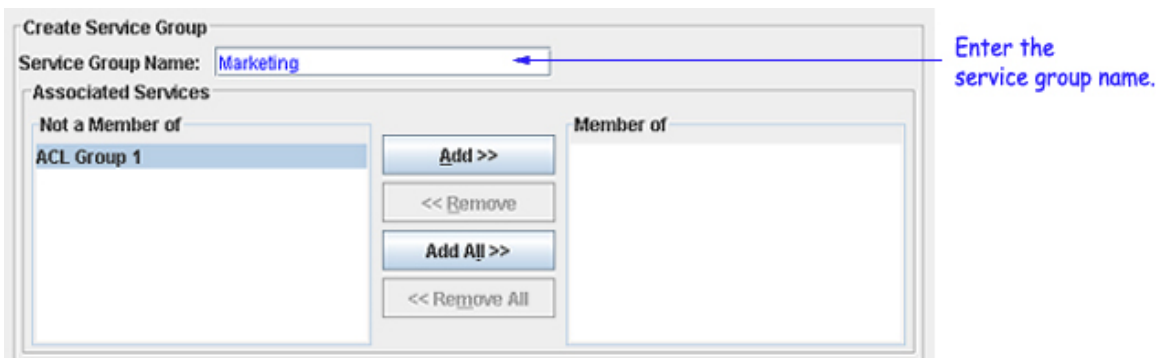 Create Service Group
Service Group Name: Marketing
Enter the
service group name.
Associated Services
Not a Member of
Member of
ACL Group 1
Add >>
<< Remove
Add All >>
<< Remove All